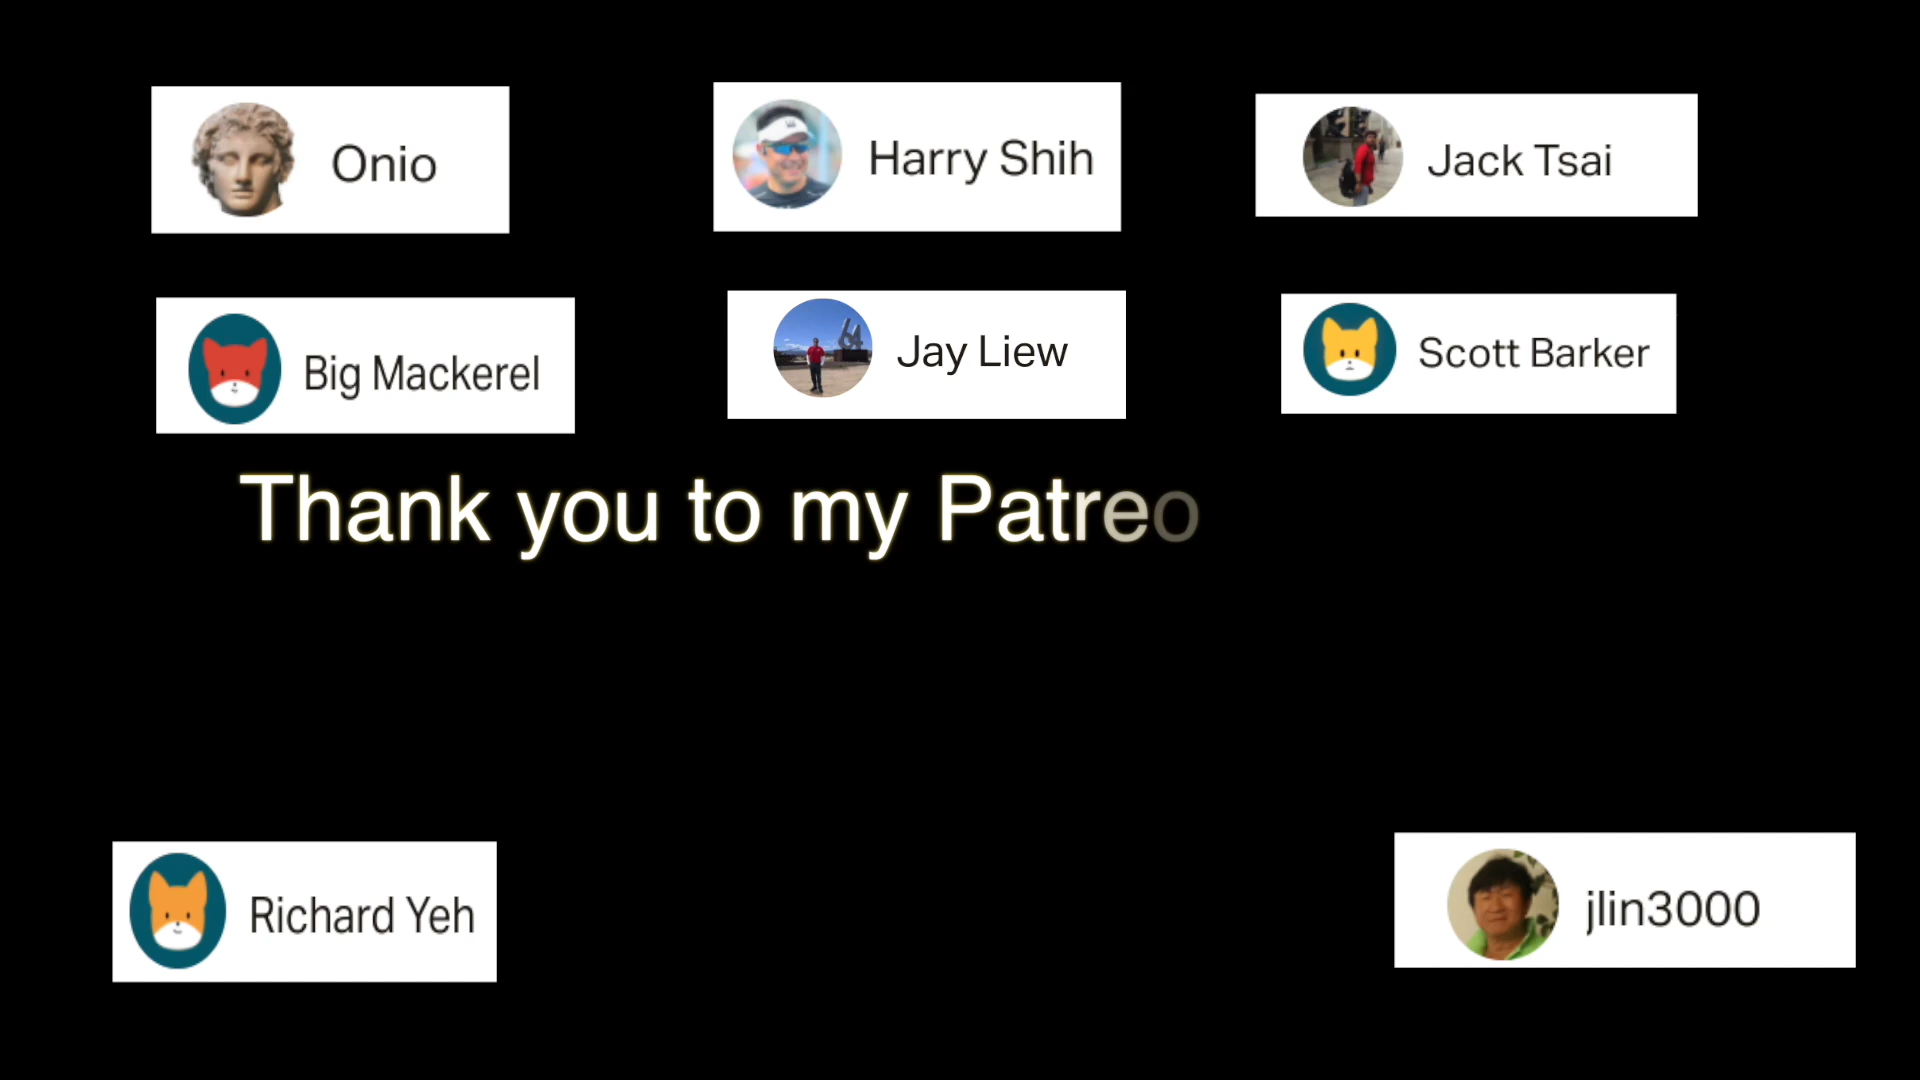 Onio
Harry Shih
Jack Tsai
Big Mackerel
Jay Liew
Scott Barker
Thank you to my Patreo
Richard Yeh
jlin3000